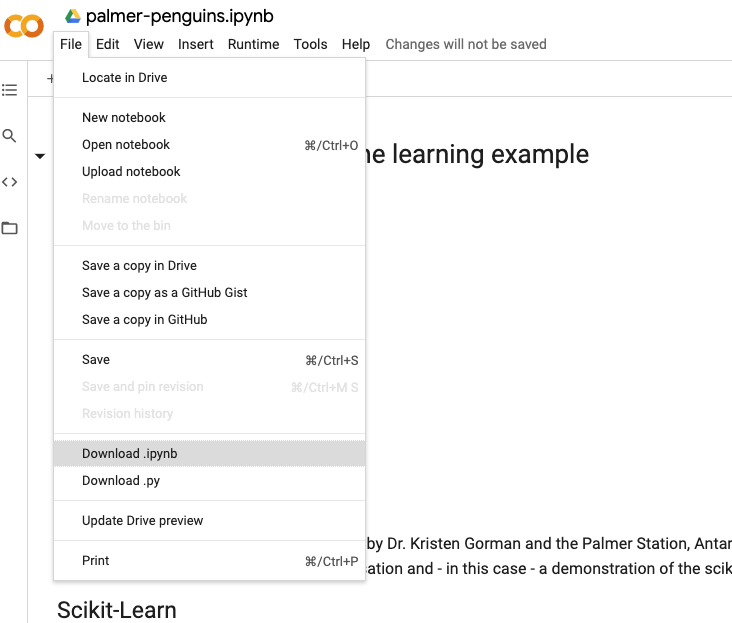 palmer-penguins.ipynb
File Edit View Insert Runtime Tools Help Changes will not be saved
+
Locate in Drive
New notebook
Open notebook ⌘/Ctrl+O
Upload notebook
learning example
Rename notebook
Move to the bin
Save a copy in Drive
Save a copy as a GitHub Gist
Save a copy in GitHub
Save ⌘/Ctrl+S
Save and pin revision ⌘/Ctrl+M S
Revision history
Download .ipynb
Download .py
Update Drive preview
by Dr. Kristen Gorman and the Palmer Station,
Print ⌘/Ctrl+P
and - in this case - a demonstration of the
Scikit-Learn